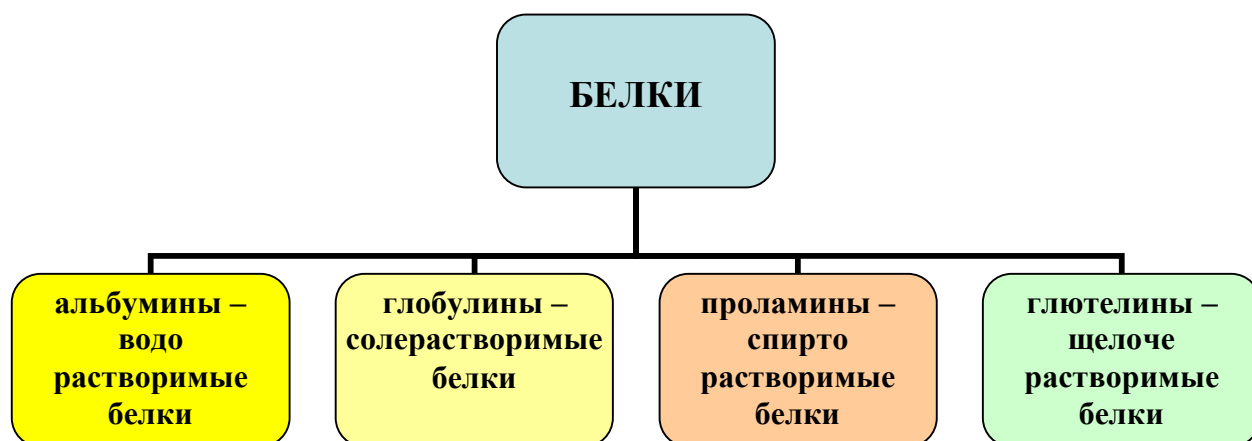 БЕЛКИ
альбумины –
водо
растворимые
белки
глобулины –
солерастворимые
белки
проламины –
спирто
растворимые
белки
глютелины –
щелоче
растворимые
белки